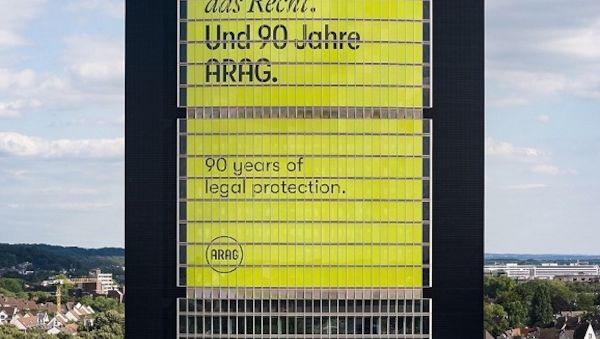 das Recht.
Und 90 Jahre
ARAG.
90 years of
legal protection.
ARAG